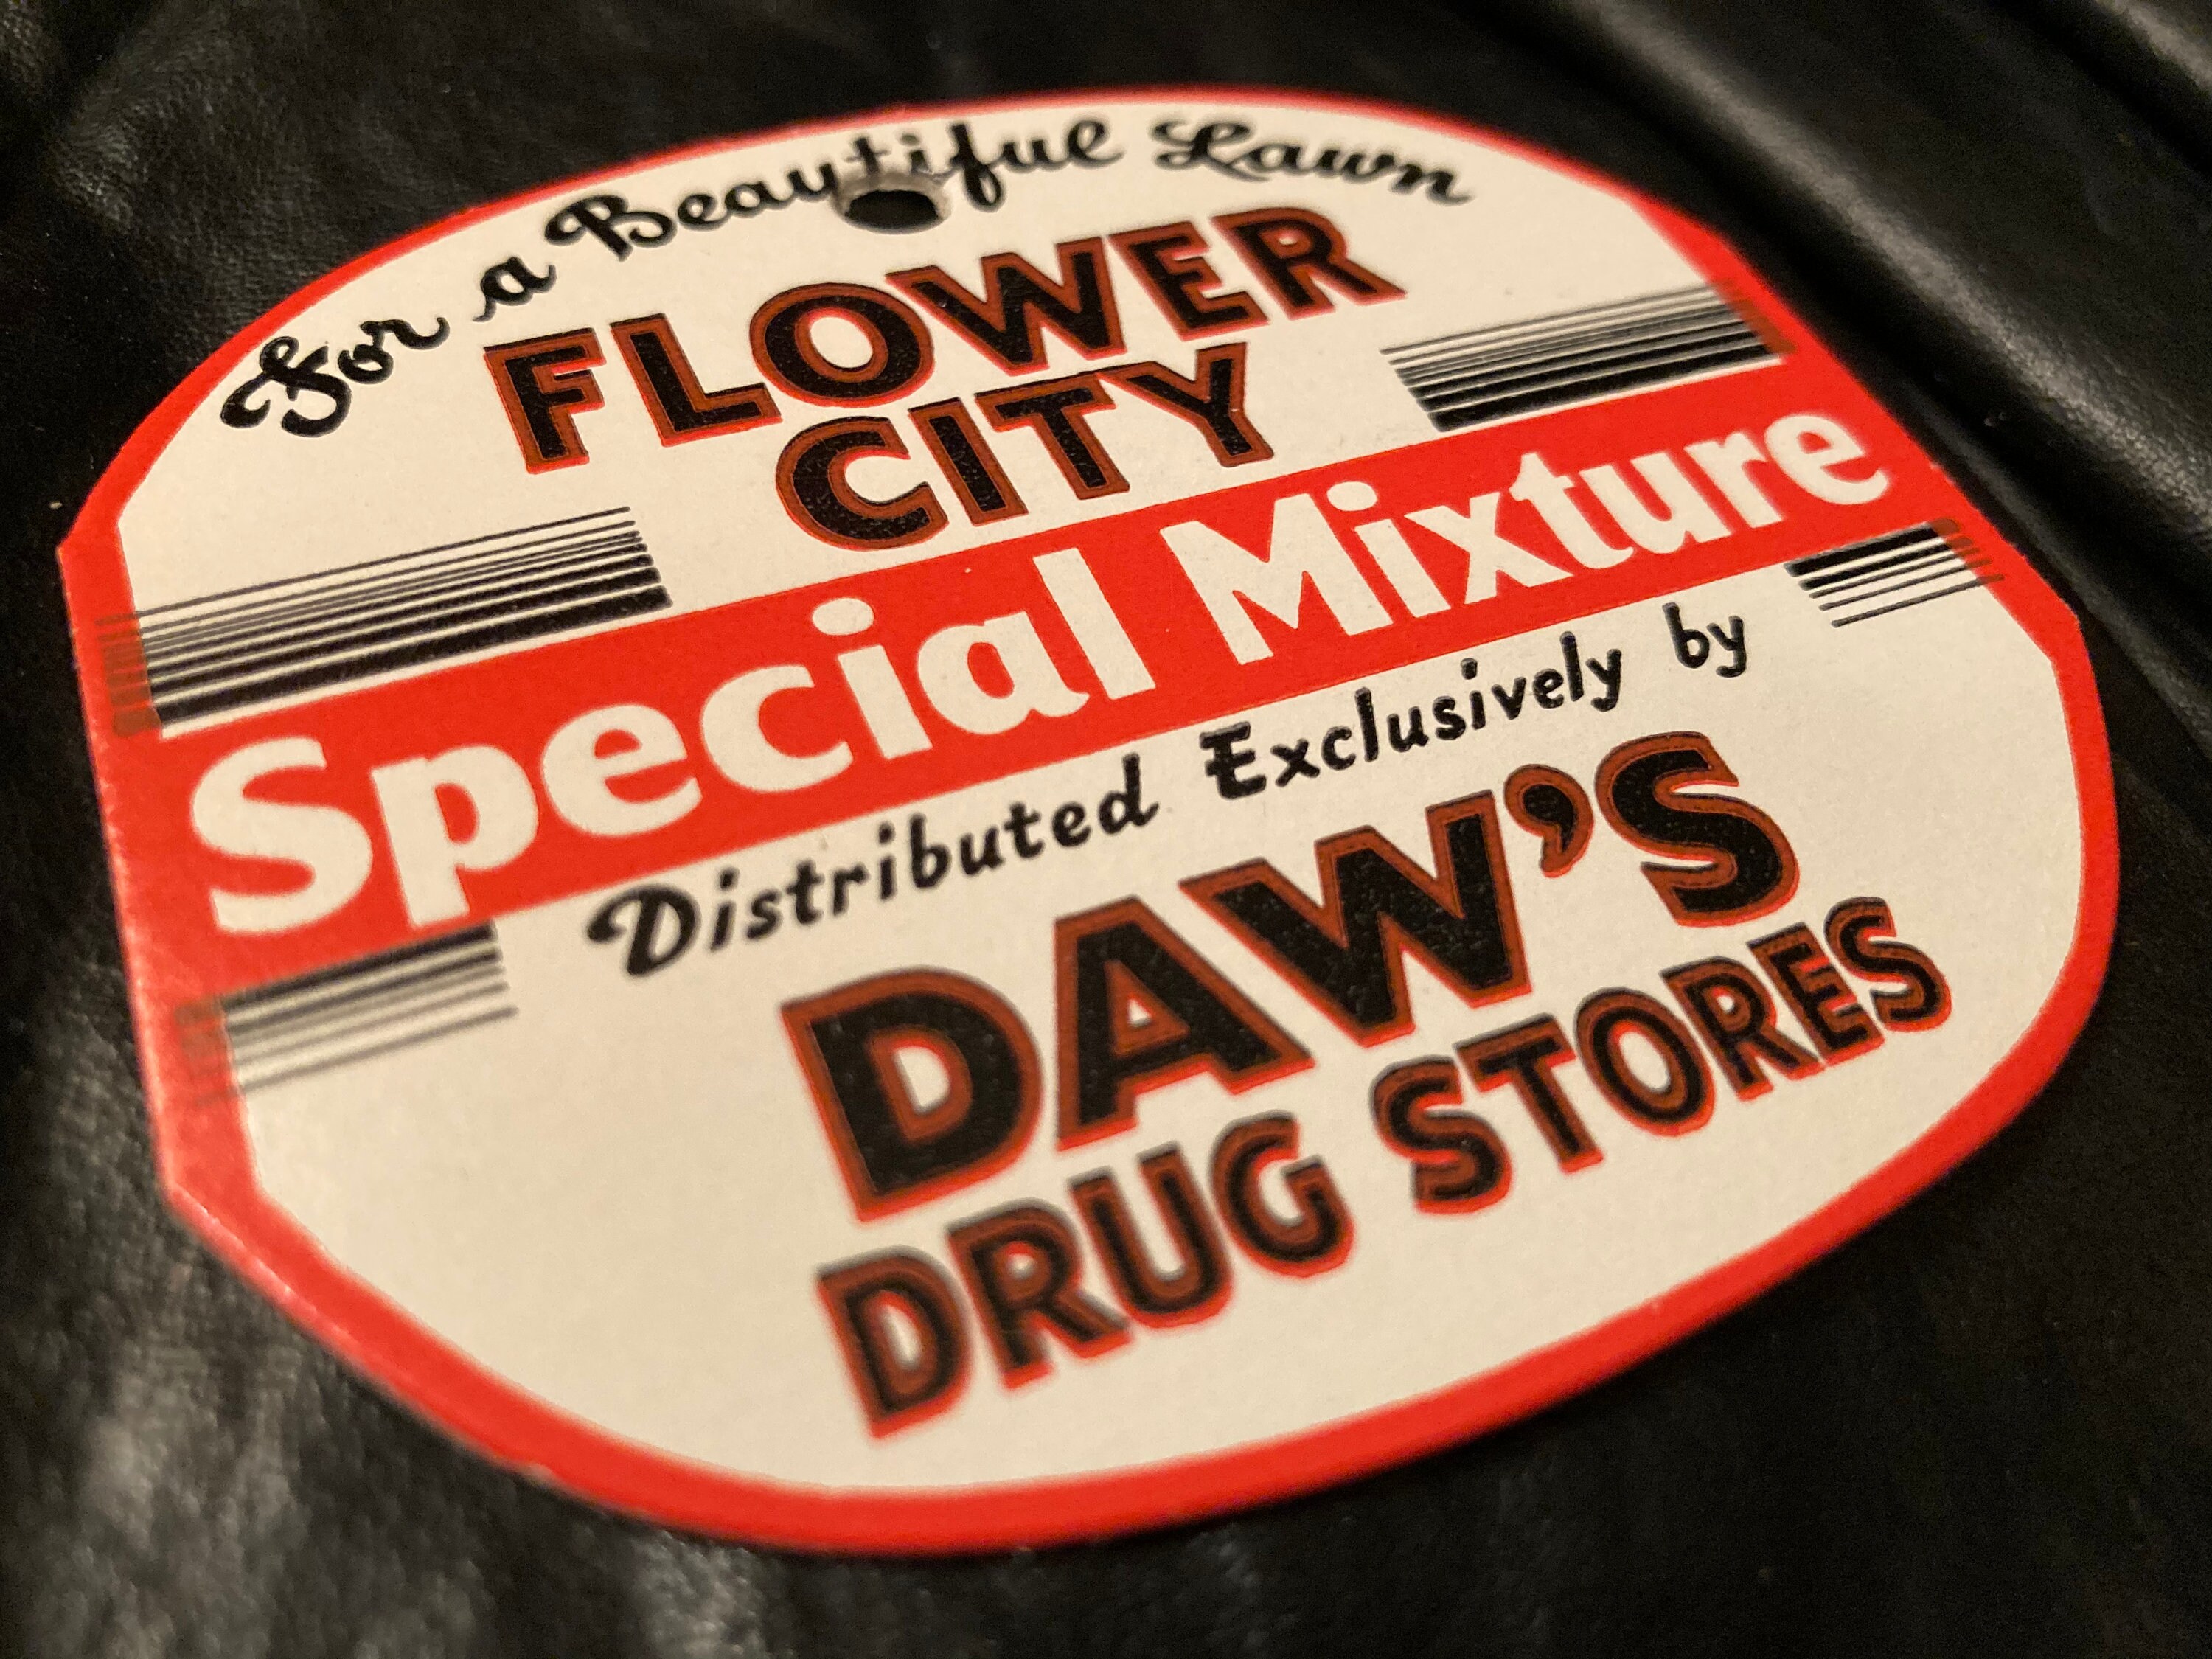 For a Beautiful Lawn
FLOWER
CITY
Special Mixture
Distributed Exclusively by
DAW'S
DRUG STORES